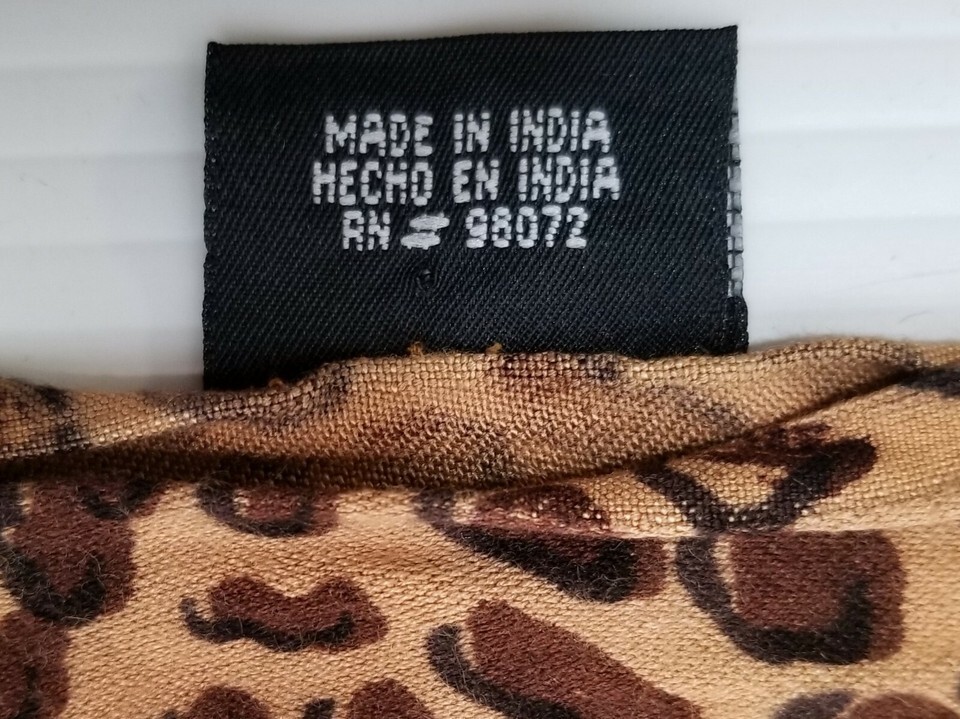 MADE IN INDIA
HECHO EN INDIA
RN # 98072